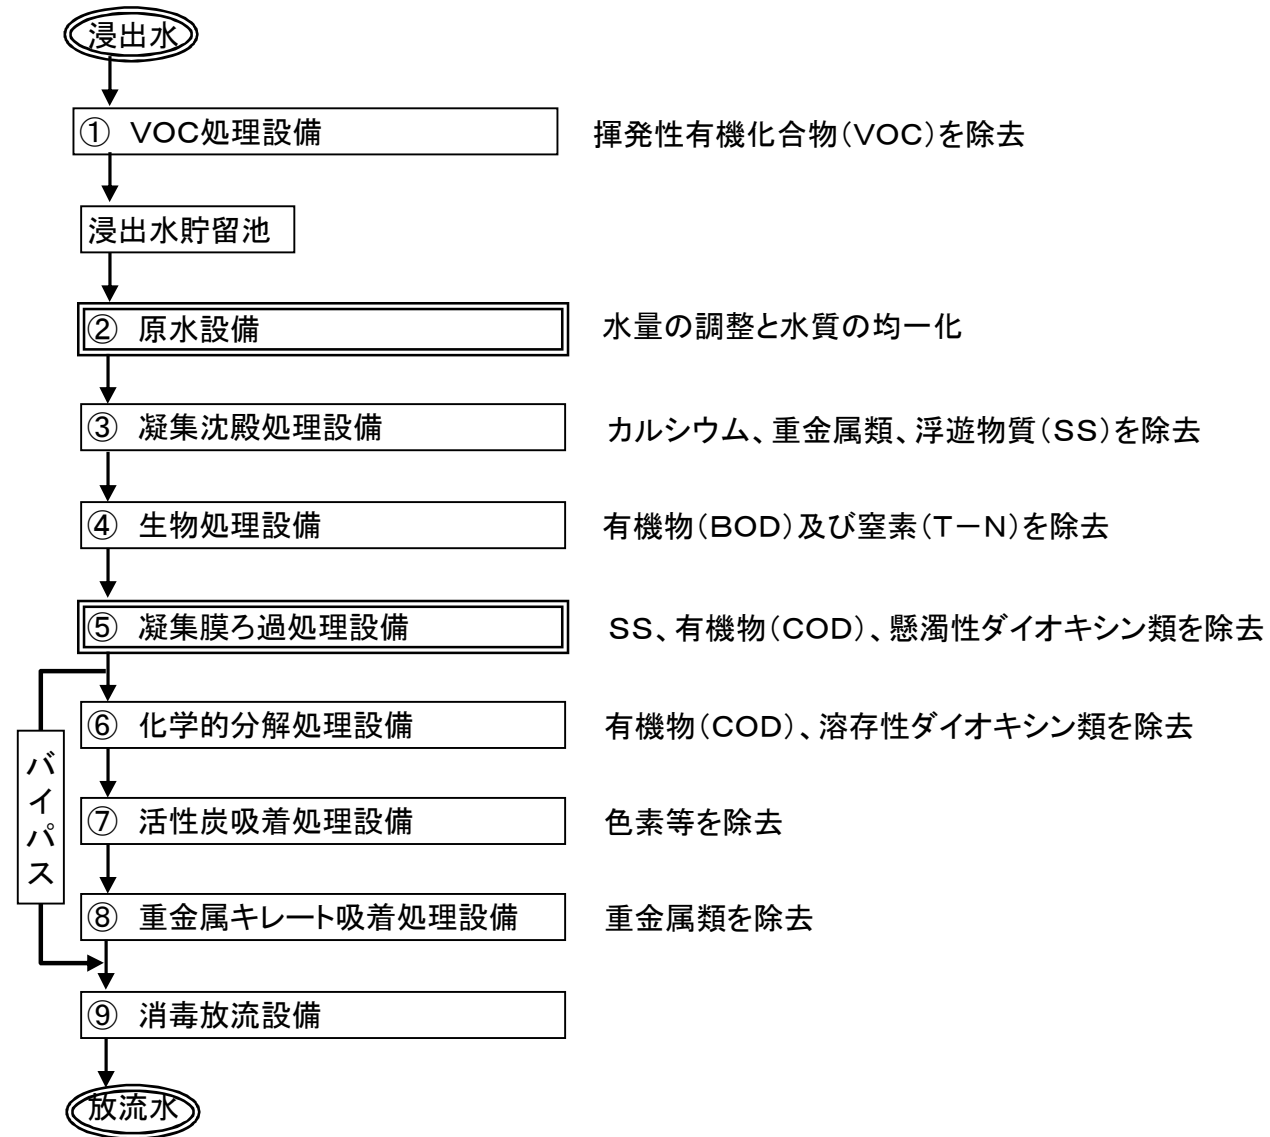 浸出水
① VOC処理設備 揮発性有機化合物（VOC）を除去
浸出水貯留池
② 原水設備 水量の調整と水質の均一化
③ 凝集沈殿処理設備 カルシウム、重金属類、浮遊物質（SS）を除去
④ 生物処理設備 有機物（BOD）及び窒素（T－N）を除去
⑤ 凝集膜ろ過処理設備 SS、有機物（COD）、懸濁性ダイオキシン類を除去
⑥ 化学的分解処理設備 有機物（COD）、溶存性ダイオキシン類を除去
バイパス
⑦ 活性炭吸着処理設備 色素等を除去
⑧ 重金属キレート吸着処理設備 重金属類を除去
⑨ 消毒放流設備
放流水